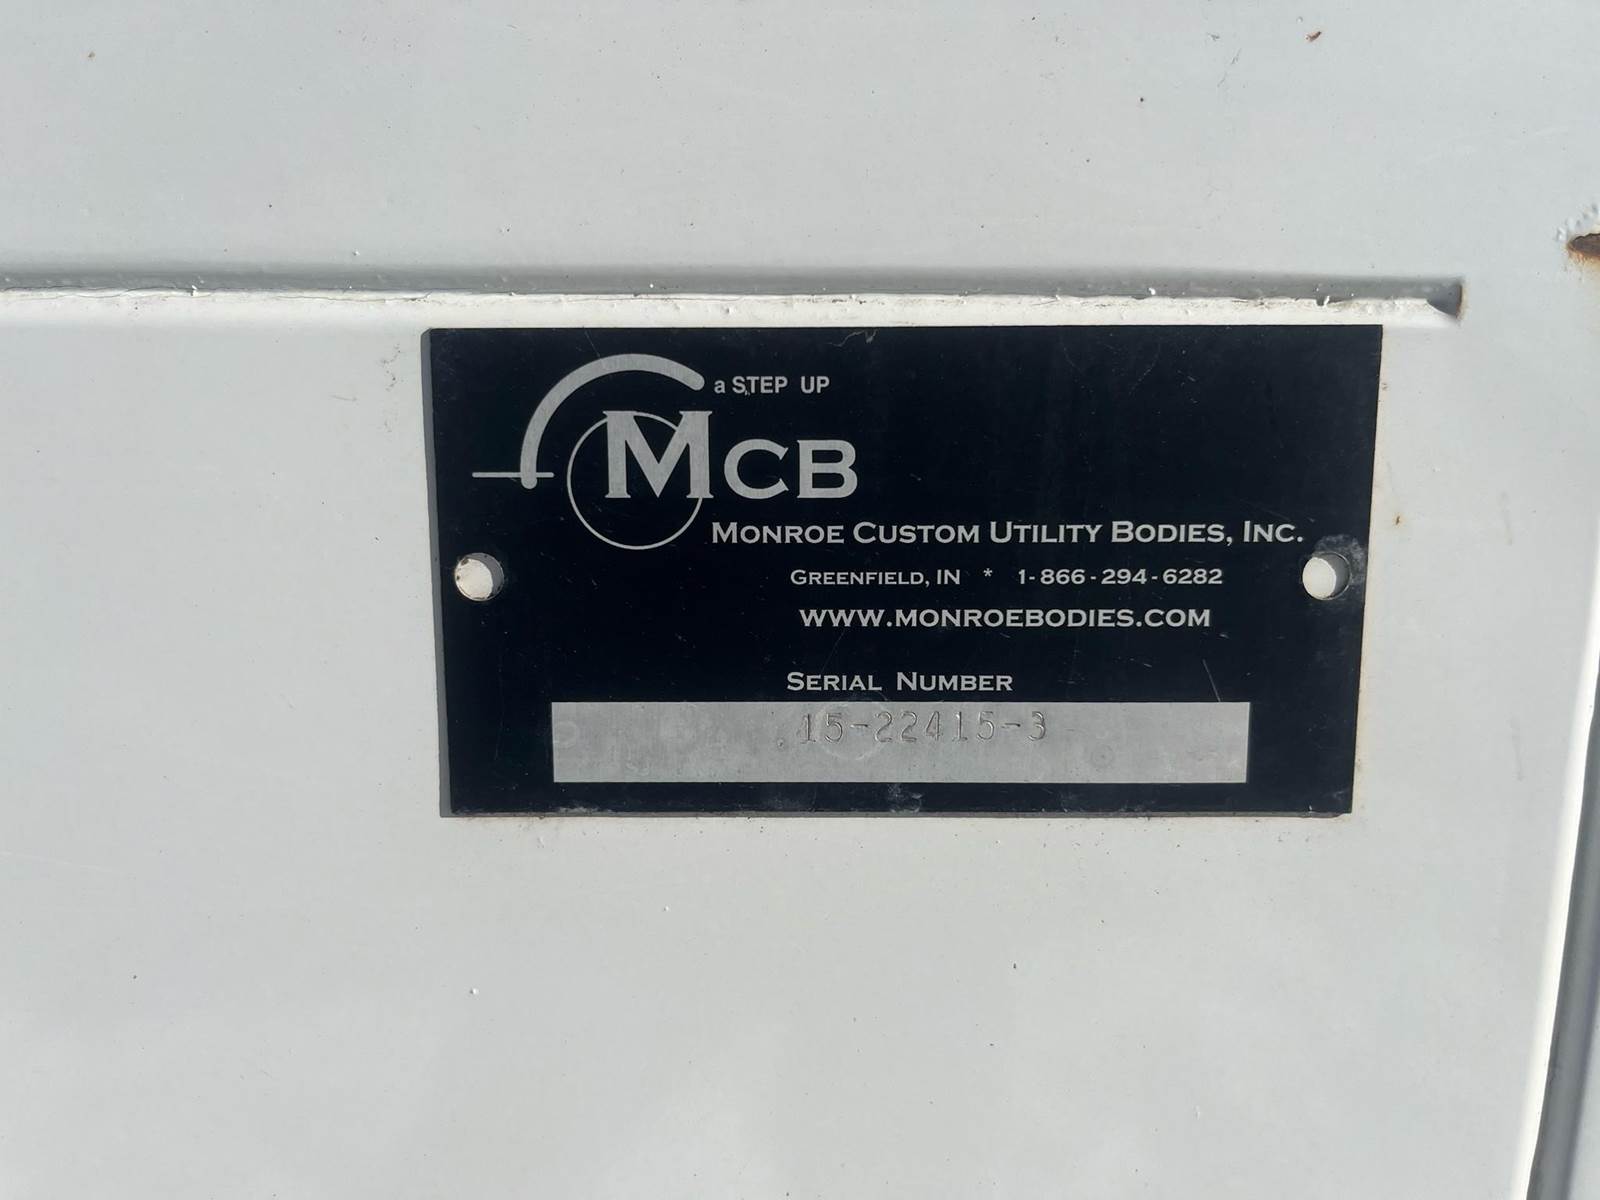 a STEP UP
MCB
MONROE CUSTOM UTILITY BODIES, INC.
GREENFIELD, IN * 1-866-294-6282
WWW.MONROEBODIES.COM
SERIAL NUMBER
15-22415-3